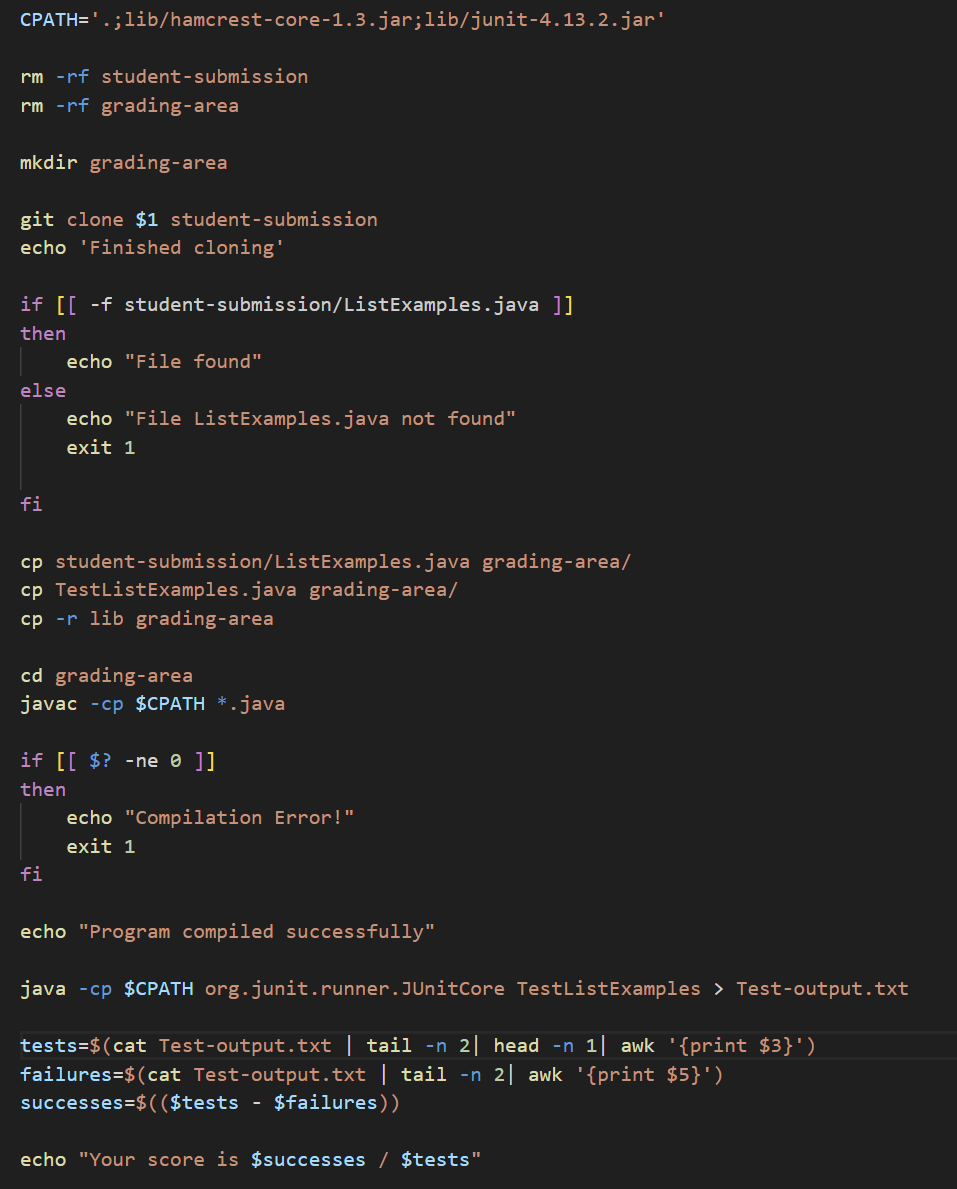 CPATH='.;lib/hamcrest-core-1.3.jar;lib/junit-4.13.2.jar'
rm -rf student-submission
rm -rf grading-area
mkdir grading-area
git clone $1 student-submission
echo 'Finished cloning'
if [[ -f student-submission/ListExamples.java ]]
then
    echo "File found"
else
    echo "File ListExamples.java not found"
    exit 1
fi
cp student-submission/ListExamples.java grading-area/
cp TestListExamples.java grading-area/
cp -r lib grading-area
cd grading-area
javac -cp $CPATH *.java
if [[ $? -ne 0 ]]
then
    echo "Compilation Error!"
    exit 1
fi
echo "Program compiled successfully"
java -cp $CPATH org.junit.runner.JUnitCore TestListExamples > Test-output.txt
tests=$(cat Test-output.txt | tail -n 2| head -n 1| awk '{print $3}')
failures=$(cat Test-output.txt | tail -n 2| awk '{print $5}')
successes=$(($tests - $failures))
echo "Your score is $successes / $tests"